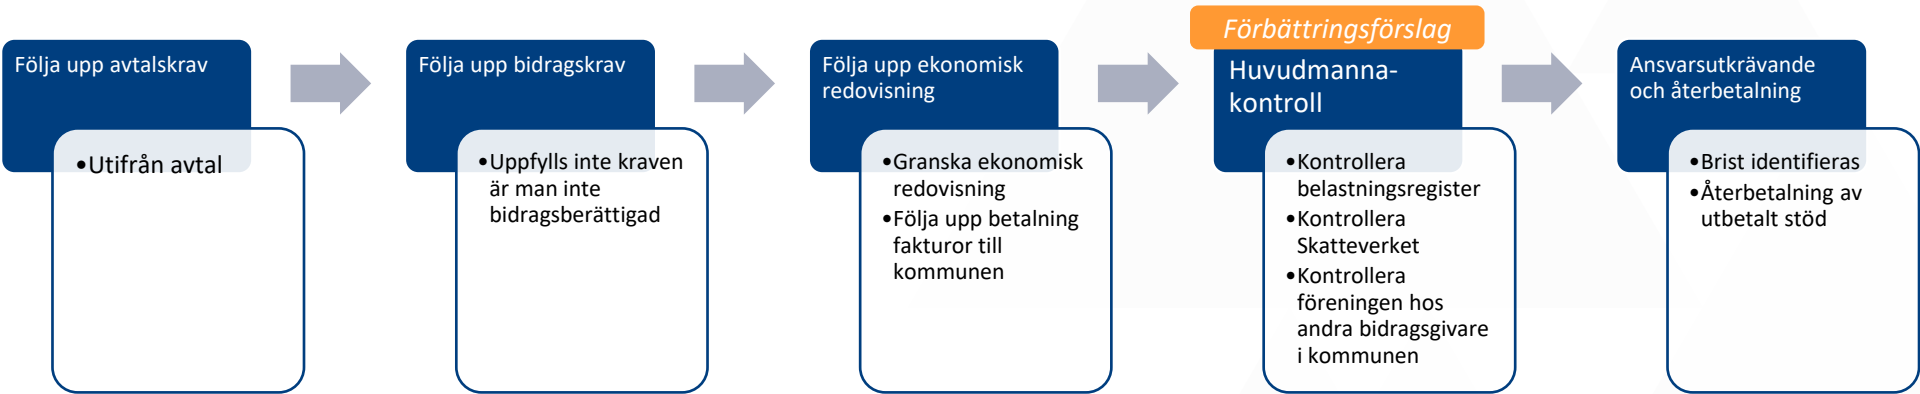 Följa upp avtalskrav
•Utifrån avtal
Följa upp bidragskrav
•Uppfylls inte kraven
är man inte
bidragsberättigad
Följa upp ekonomisk
redovisning
•Granska ekonomisk
redovisning
•Följa upp betalning
fakturor till
kommunen
Förbättringsförslag
Huvudmanna-
kontroll
•Kontrollera
belastningsregister
•Kontrollera
Skatteverket
•Kontrollera
föreningen hos
andra bidragsgivare
i kommunen
Ansvarsutkrävande
och återbetalning
•Brist identifieras
•Återbetalning av
utbetalt stöd